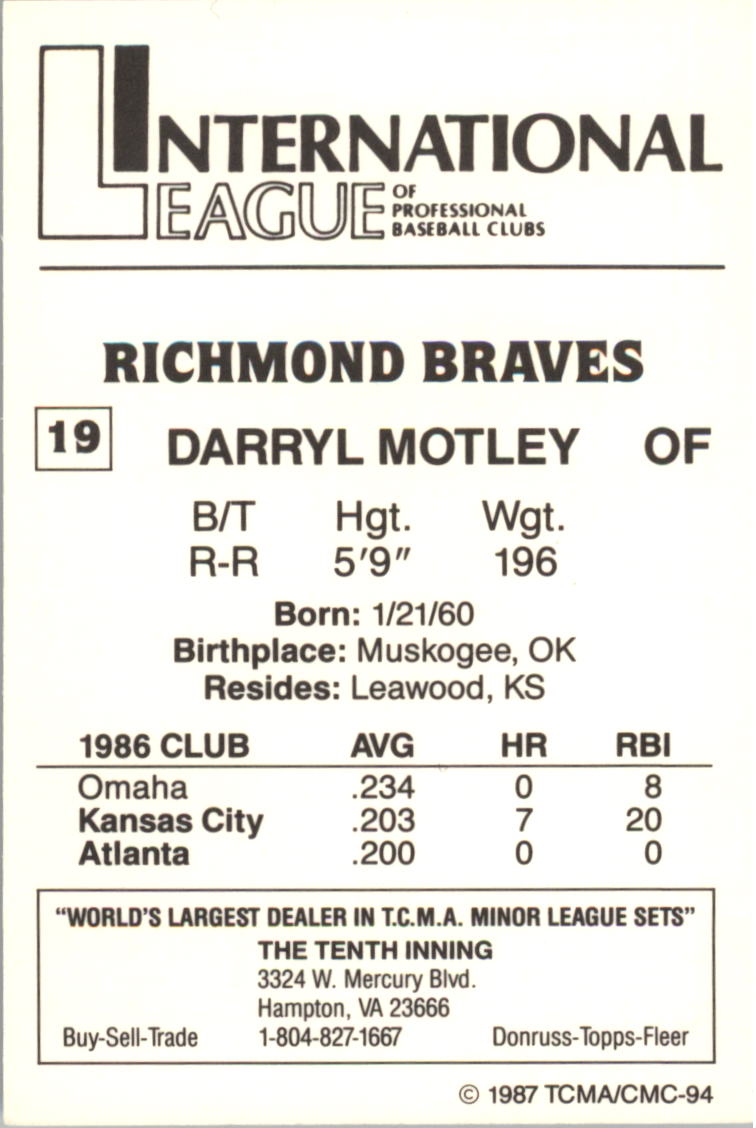 INTERNATIONAL
LEAGUE OF
PROFESSIONAL
BASEBALL CLUBS
RICHMOND BRAVES
19 DARRYL MOTLEY OF
B/T Hgt. Wgt.
R-R 5'9" 196
Born: 1/21/60
Birthplace: Muskogee, OK
Resides: Leawood, KS
1986 CLUB AVG HR RBI
Omaha .234 0 8
Kansas City .203 7 20
Atlanta .200 0 0
"WORLD'S LARGEST DEALER IN T.C.M.A. MINOR LEAGUE SETS"
THE TENTH INNING
3324 W. Mercury Blvd.
Hampton, VA 23666
Buy-Sell-Trade 1-804-827-1667 Donruss-Topps-Fleer
© 1987 TCMA/CMC-94